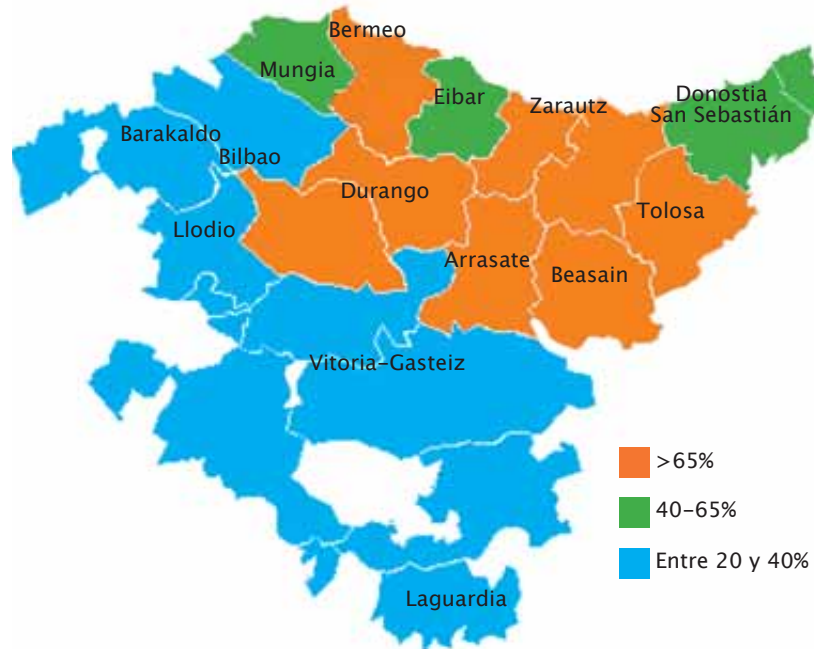 Bermeo
Mungia
Eibar
Zarautz
Donostia
San Sebastián
Barakaldo
Bilbao
Durango
Tolosa
Llodio
Arrasate
Beasain
Vitoria-Gasteiz
>65%
40-65%
Entre 20 y 40%
Laguardia